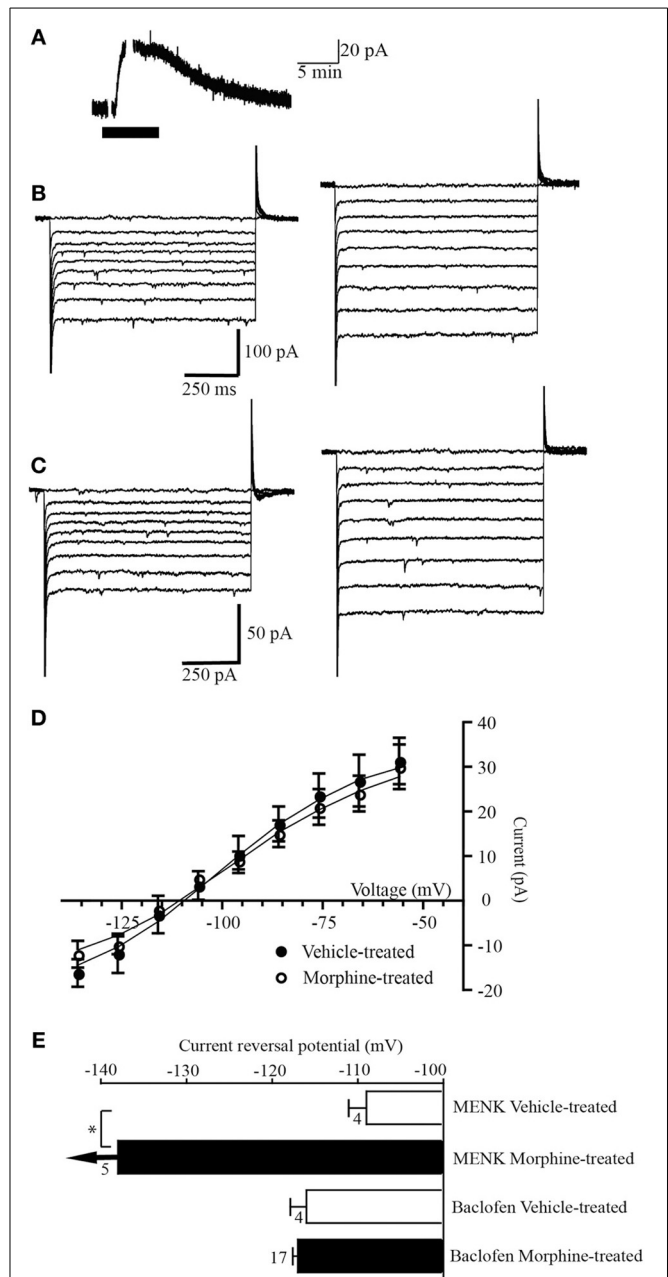 A
20 pA
5 min
B
100 pA
250 ms
C
50 pA
250 pA
D
40
30
20
10
0
-10
-20
Current (pA)
Voltage (mV)
-125
-100
-75
-50
Vehicle-treated
Morphine-treated
E
Current reversal potential (mV)
-140
-130
-120
-110
-100
4
MENK Vehicle-treated
*
5
MENK Morphine-treated
4
Baclofen Vehicle-treated
17
Baclofen Morphine-treated